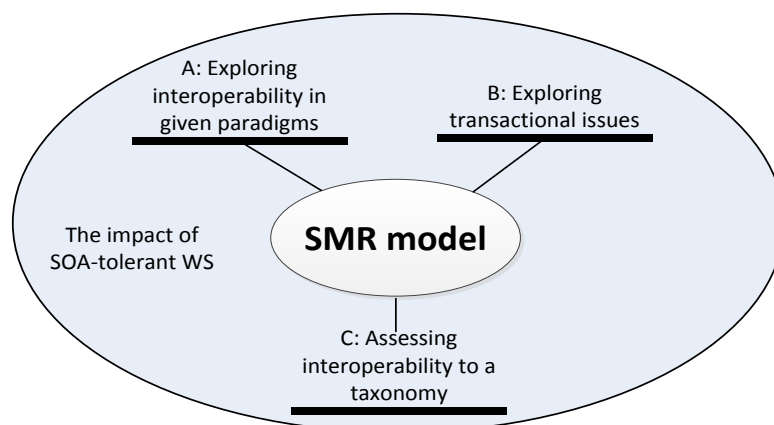 A: Exploring
interoperability in
given paradigms
B: Exploring
transactional issues
The impact of
SOA-tolerant WS
SMR model
C: Assessing
interoperability to a
taxonomy